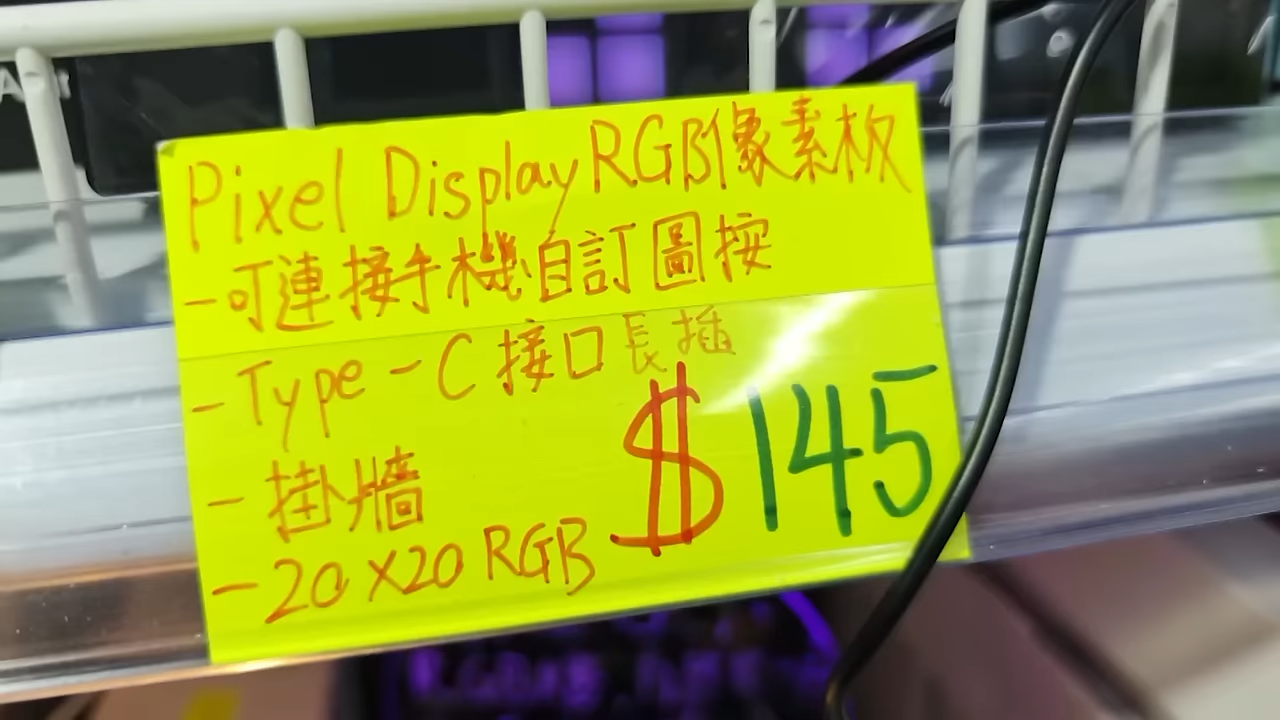 Pixel Display RGB像素板
-可連接手機自訂圖按
-Type-C接口長插
-掛牆
-20x20 RGB
$145